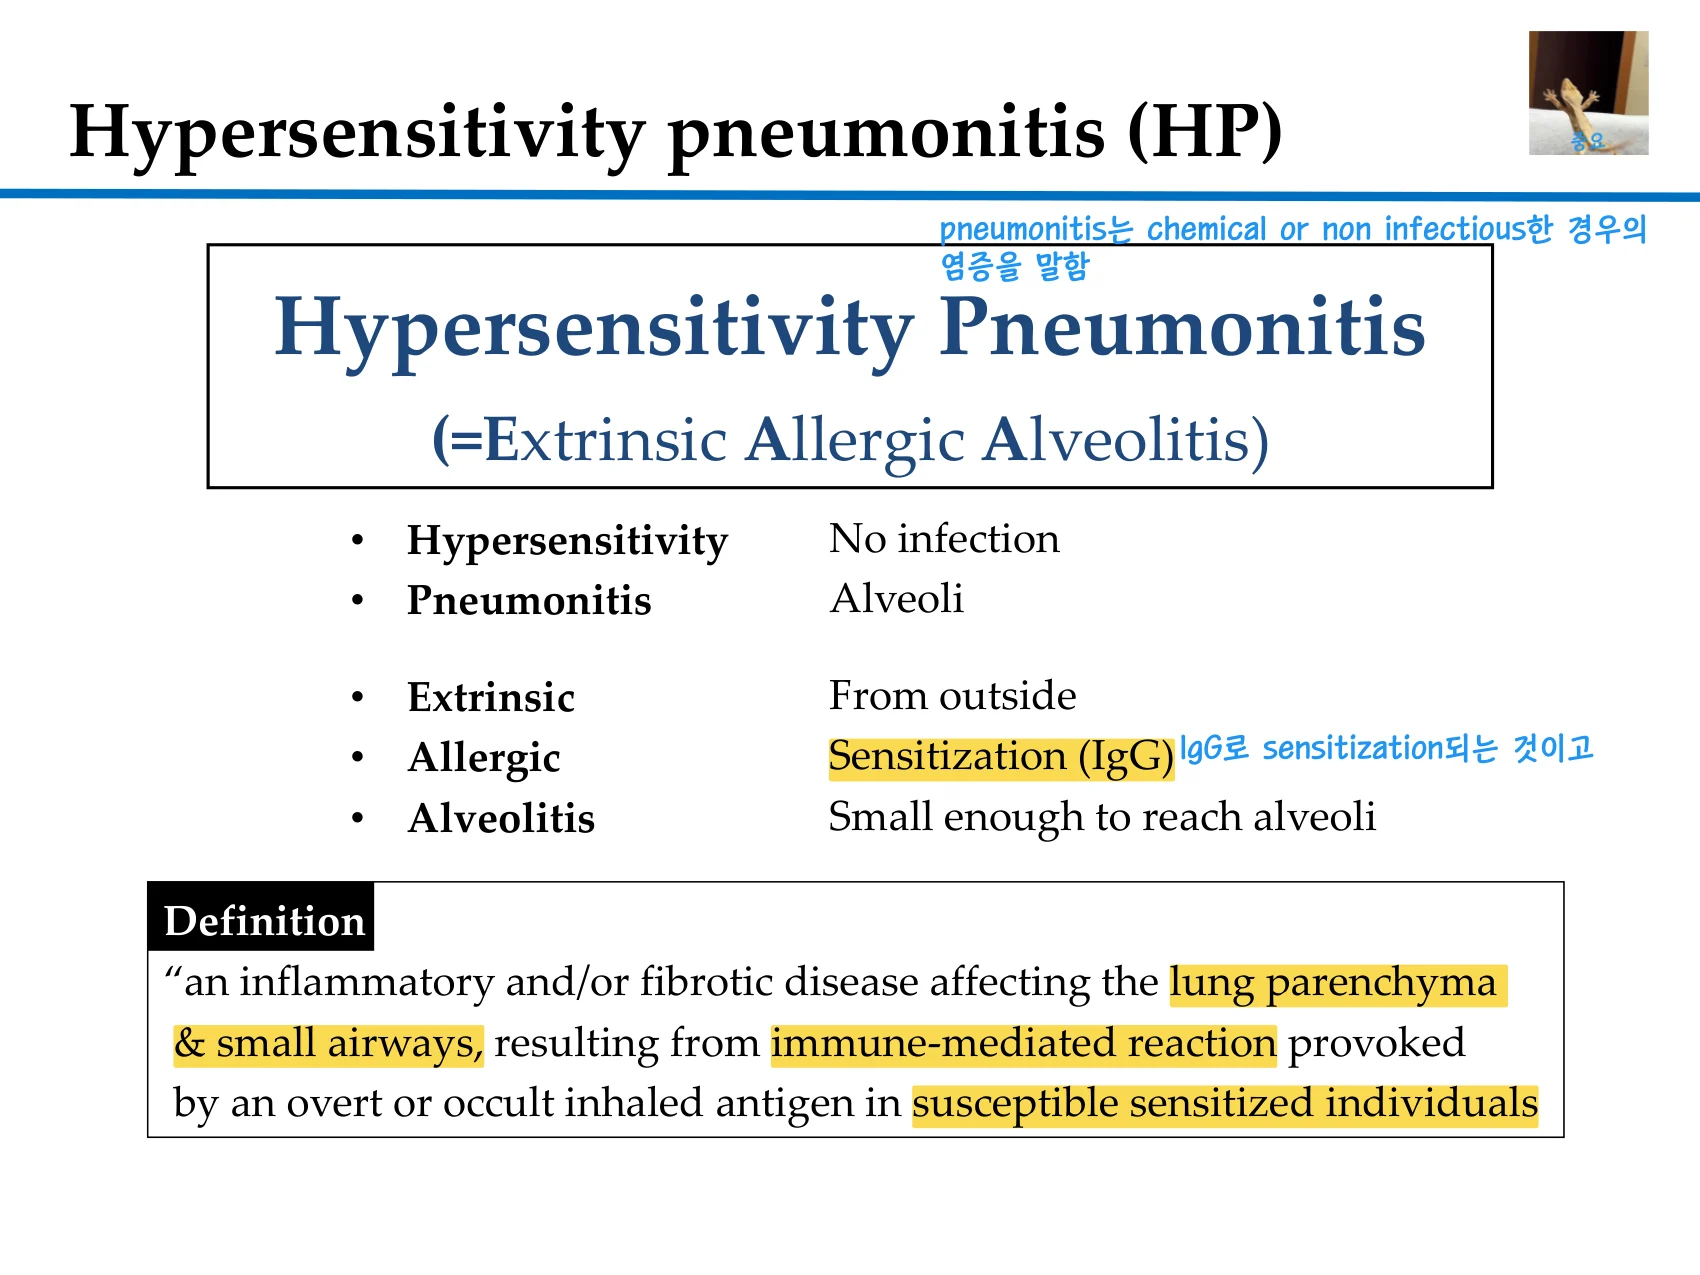 Hypersensitivity pneumonitis (HP)
중요
pneumonitis는 chemical or non infectious한 경우의
염증을 말함
Hypersensitivity Pneumonitis
(=Extrinsic Allergic Alveolitis)
• Hypersensitivity No infection
• Pneumonitis Alveoli
• Extrinsic From outside
• Allergic Sensitization (IgG) IgG로 sensitization되는 것이고
• Alveolitis Small enough to reach alveoli
Definition
“an inflammatory and/or fibrotic disease affecting the lung parenchyma
& small airways, resulting from immune-mediated reaction provoked
by an overt or occult inhaled antigen in susceptible sensitized individuals